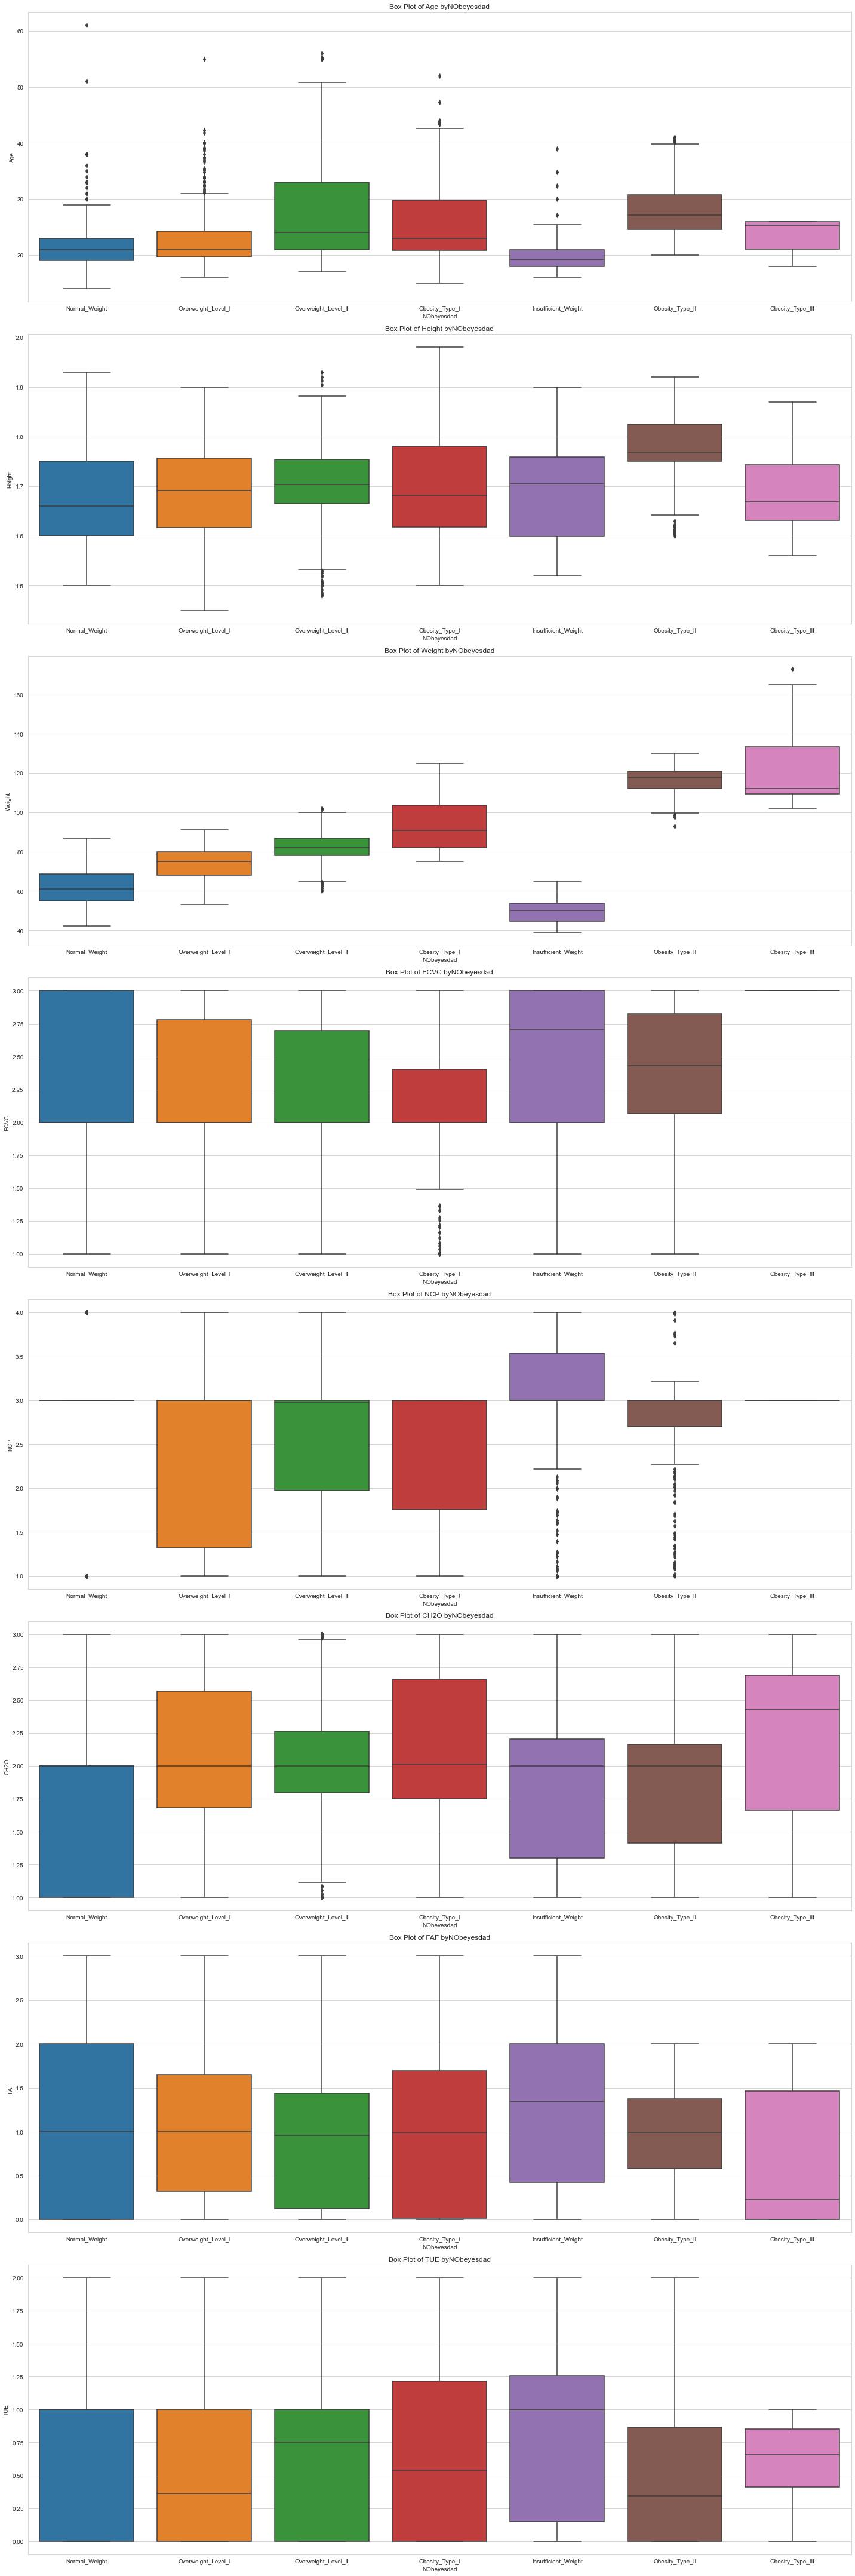 Box Plot of Age byNObeyesdad
60
50
40
30
20
Age
Normal_Weight Overweight_Level_I Overweight_Level_II Obesity_Type_I Insufficient_Weight Obesity_Type_II Obesity_Type_III
NObeyesdad
Box Plot of Height byNObeyesdad
2.0
1.9
1.8
1.7
1.6
1.5
Height
Normal_Weight Overweight_Level_I Overweight_Level_II Obesity_Type_I Insufficient_Weight Obesity_Type_II Obesity_Type_III
NObeyesdad
Box Plot of Weight byNObeyesdad
160
140
120
100
80
60
40
Weight
Normal_Weight Overweight_Level_I Overweight_Level_II Obesity_Type_I Insufficient_Weight Obesity_Type_II Obesity_Type_III
NObeyesdad
Box Plot of FCVC byNObeyesdad
3.00
2.75
2.50
2.25
2.00
1.75
1.50
1.25
1.00
FCVC
Normal_Weight Overweight_Level_I Overweight_Level_II Obesity_Type_I Insufficient_Weight Obesity_Type_II Obesity_Type_III
NObeyesdad
Box Plot of NCP byNObeyesdad
4.0
3.5
3.0
2.5
2.0
1.5
1.0
NCP
Normal_Weight Overweight_Level_I Overweight_Level_II Obesity_Type_I Insufficient_Weight Obesity_Type_II Obesity_Type_III
NObeyesdad
Box Plot of CH2O byNObeyesdad
3.00
2.75
2.50
2.25
2.00
1.75
1.50
1.25
1.00
CH2O
Normal_Weight Overweight_Level_I Overweight_Level_II Obesity_Type_I Insufficient_Weight Obesity_Type_II Obesity_Type_III
NObeyesdad
Box Plot of FAF byNObeyesdad
3.0
2.5
2.0
1.5
1.0
0.5
0.0
FAF
Normal_Weight Overweight_Level_I Overweight_Level_II Obesity_Type_I Insufficient_Weight Obesity_Type_II Obesity_Type_III
NObeyesdad
Box Plot of TUE byNObeyesdad
2.00
1.75
1.50
1.25
1.00
0.75
0.50
0.25
0.00
TUE
Normal_Weight Overweight_Level_I Overweight_Level_II Obesity_Type_I Insufficient_Weight Obesity_Type_II Obesity_Type_III
NObeyesdad